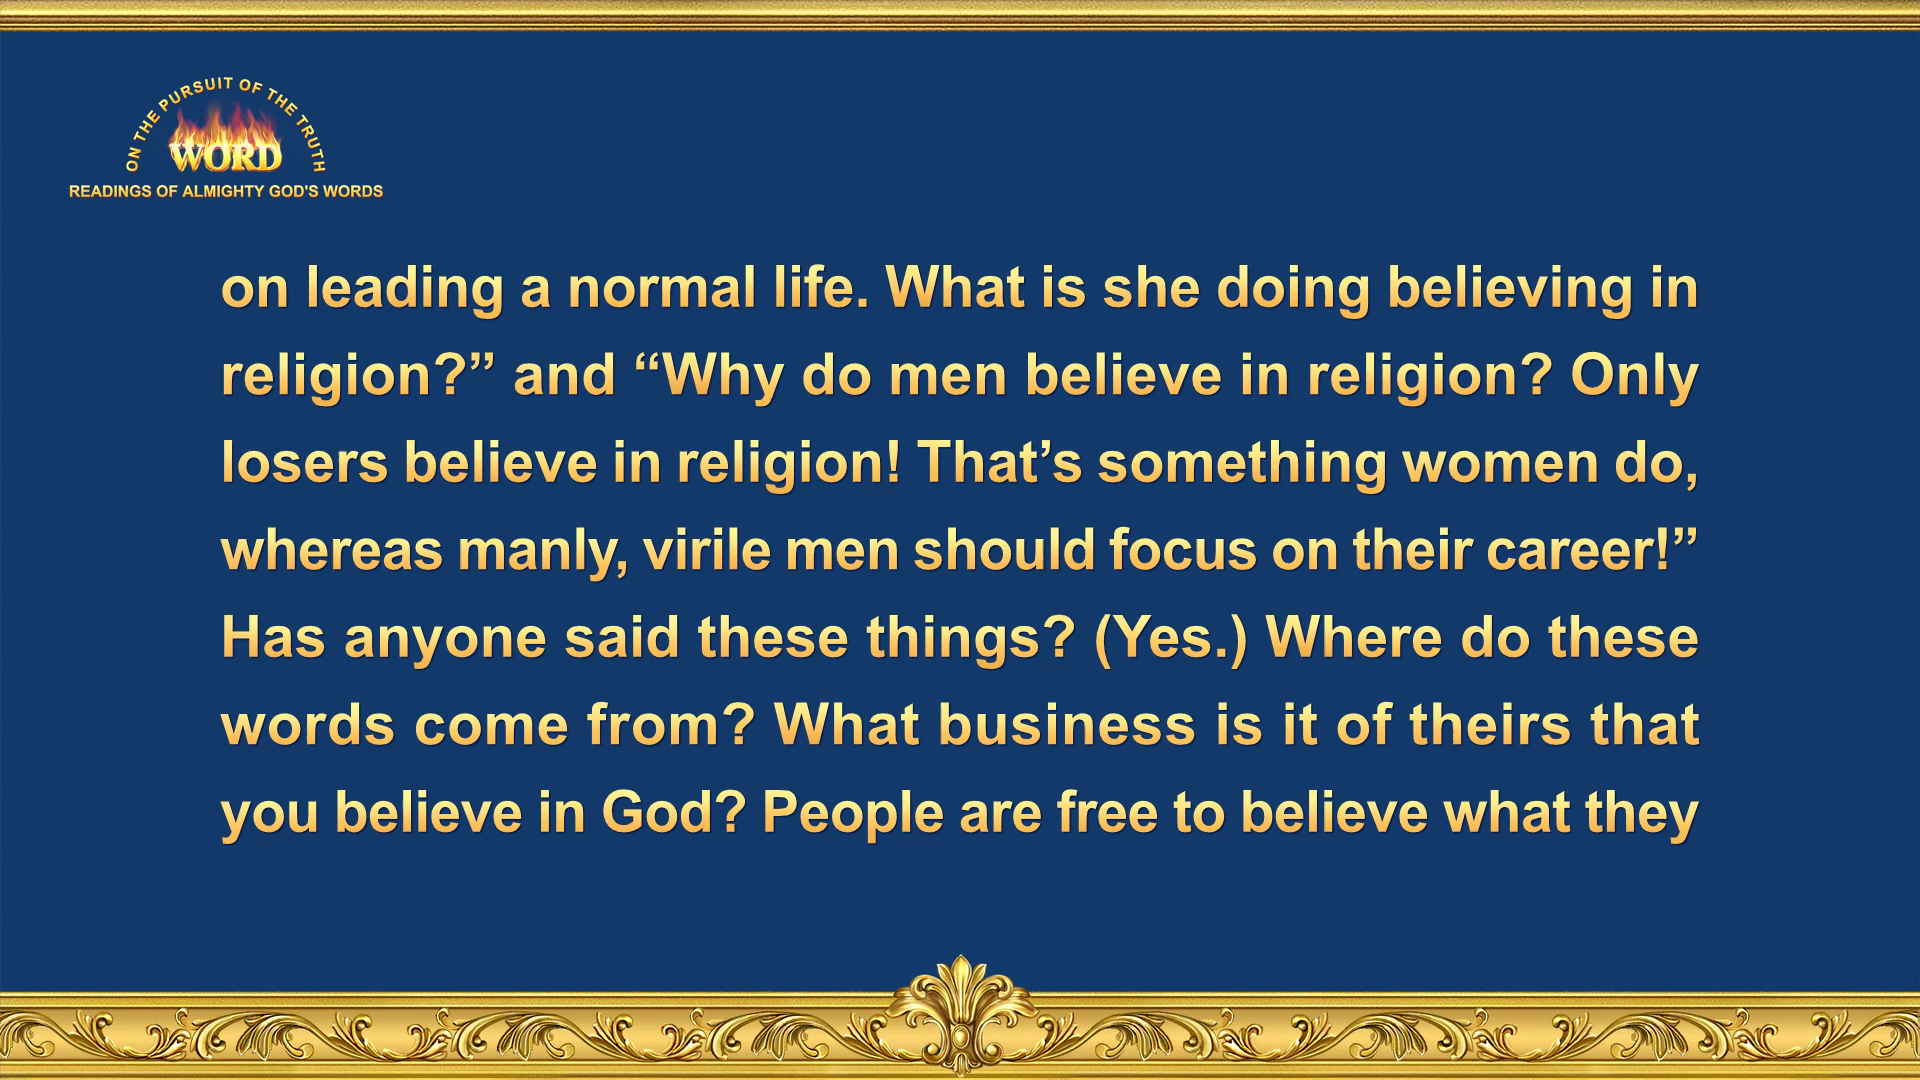 ON THE PURSUIT OF THE TRUTH
WORD
READINGS OF ALMIGHTY GOD'S WORDS
on leading a normal life. What is she doing believing in
religion?” and “Why do men believe in religion? Only
losers believe in religion! That’s something women do,
whereas manly, virile men should focus on their career!”
Has anyone said these things? (Yes.) Where do these
words come from? What business is it of theirs that
you believe in God? People are free to believe what they